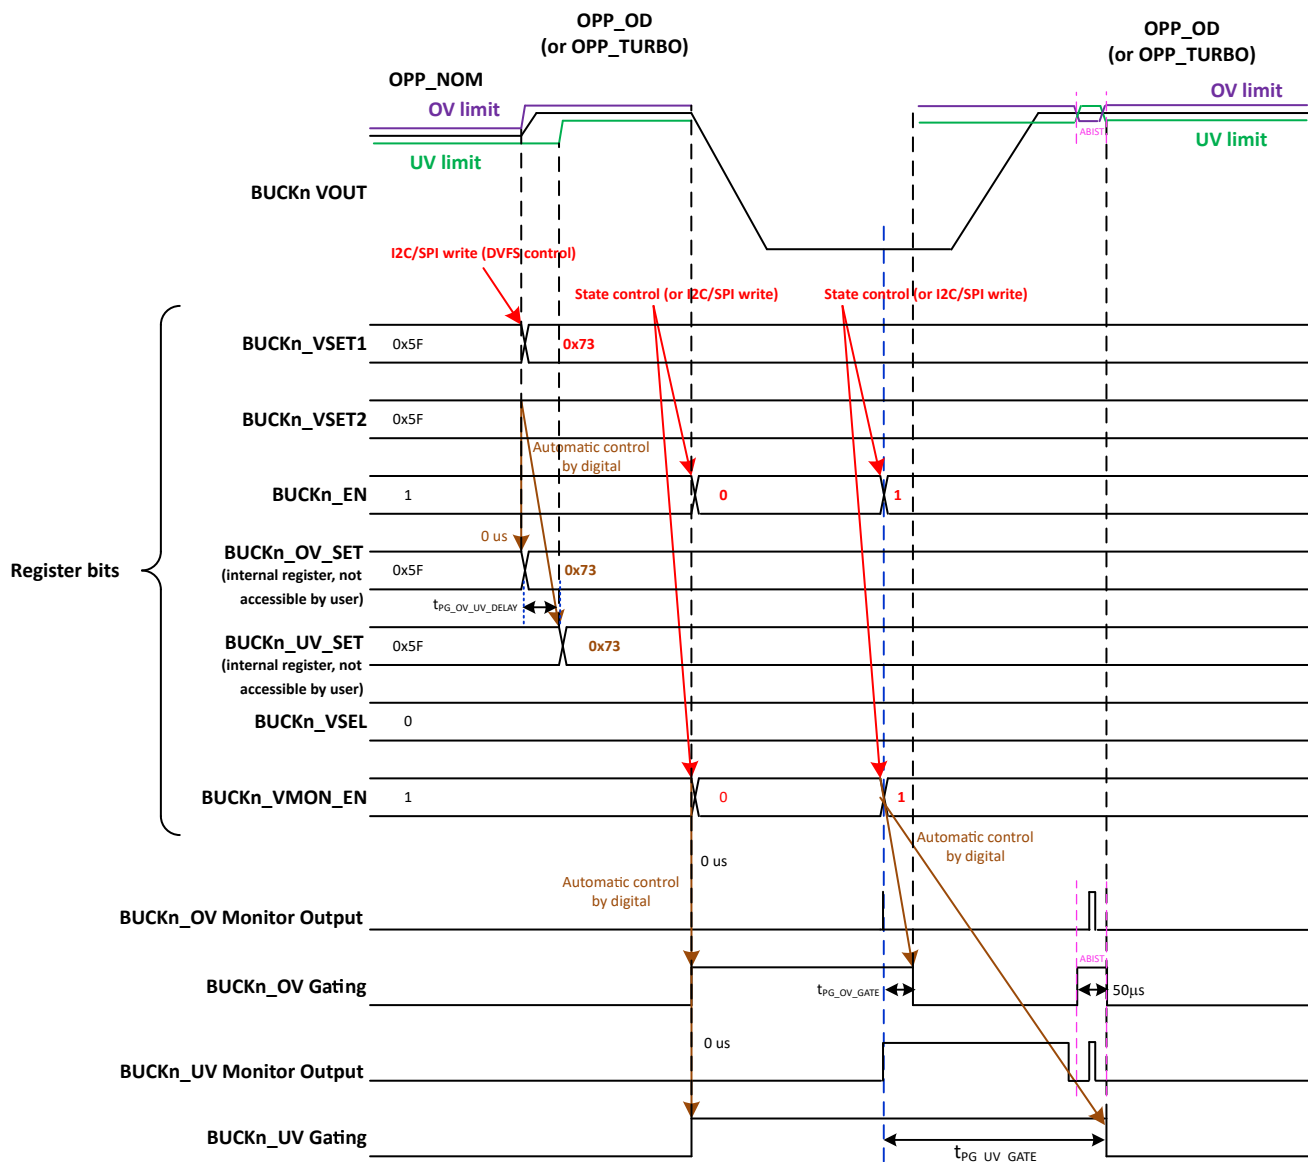 OPP_OD
(or OPP_TURBO)
OPP_OD
(or OPP_TURBO)
OPP_NOM
OV limit
OV limit
ABIST
UV limit
UV limit
BUCKn VOUT
I2C/SPI write (DVFS control)
State control (or I2C/SPI write)
State control (or I2C/SPI write)
BUCKn_VSET1
0x5F
0x73
BUCKn_VSET2
0x5F
Automatic control
by digital
BUCKn_EN
1
0
1
0 us
BUCKn_OV_SET
(internal register, not
accessible by user)
0x5F
0x73
Register bits
tPG_OV_UV_DELAY
BUCKn_UV_SET
(internal register, not
accessible by user)
0x5F
0x73
BUCKn_VSEL
0
BUCKn_VMON_EN
1
0
1
Automatic control
by digital
0 us
Automatic control
by digital
BUCKn_OV Monitor Output
ABIST
BUCKn_OV Gating
tPG_OV_GATE
50µs
0 us
BUCKn_UV Monitor Output
BUCKn_UV Gating
tPG_UV_GATE